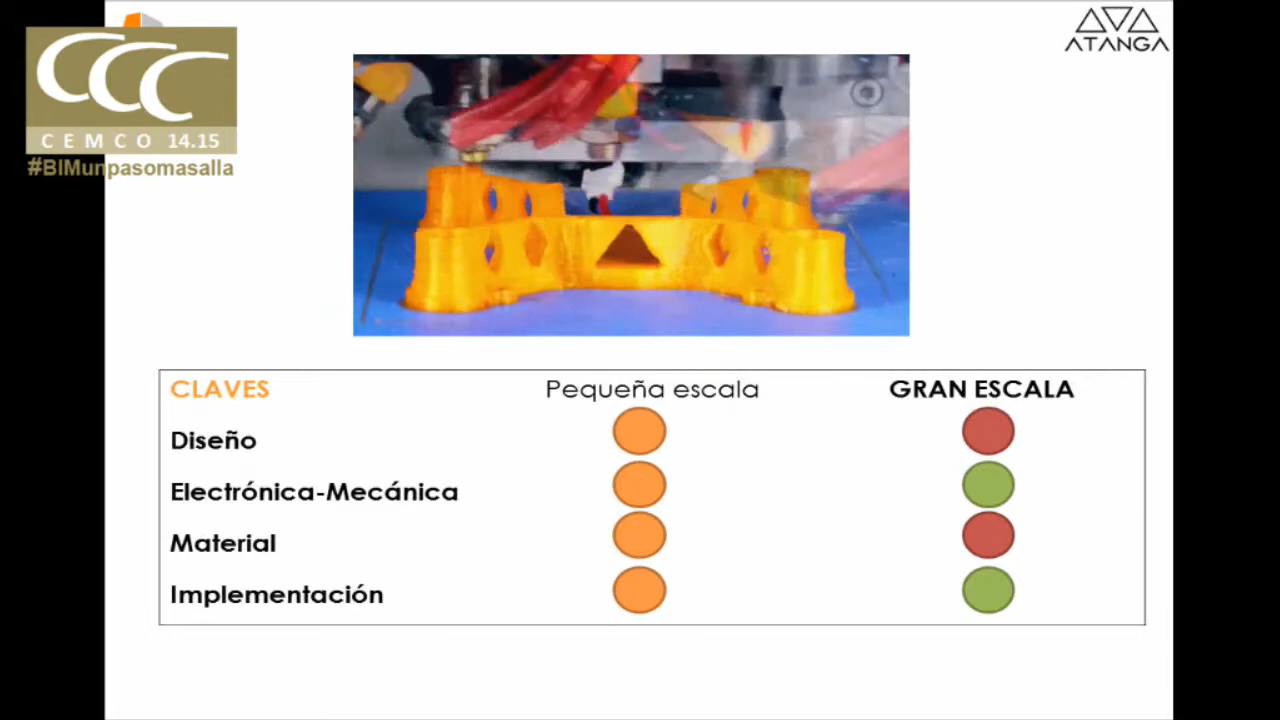 CCC
CEMCO 14.15
#BIMunpasomasalla
ATANGA
CLAVES Pequeña escala GRAN ESCALA
Diseño
Electrónica-Mecánica
Material
Implementación